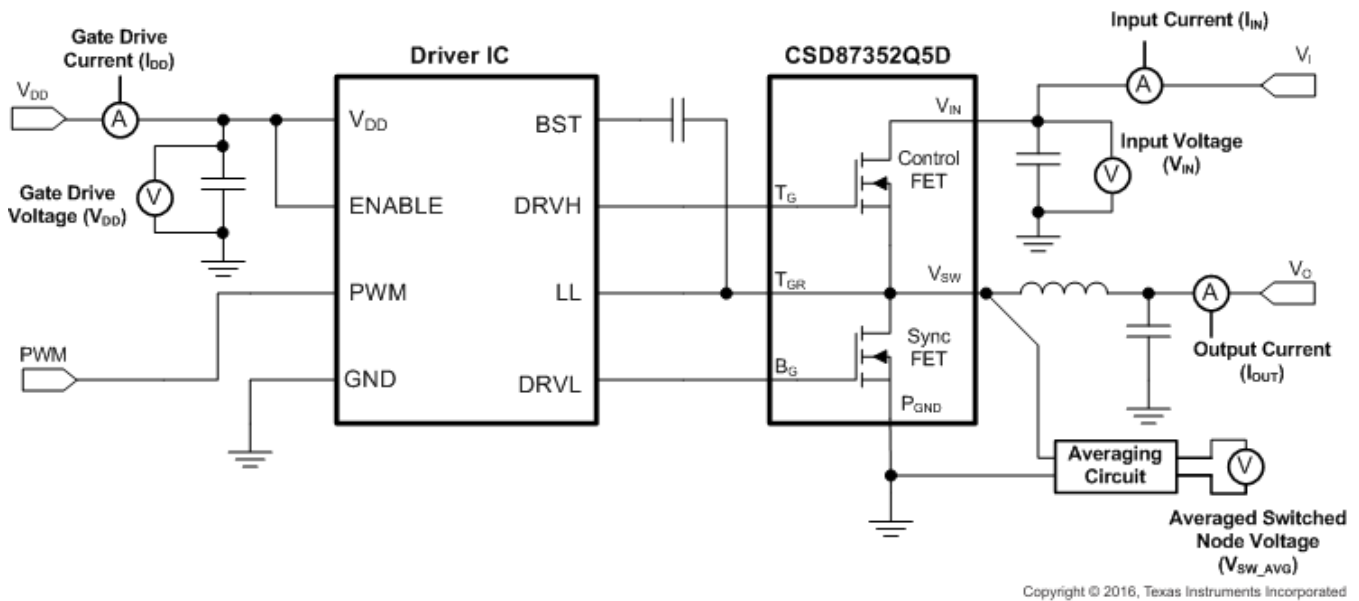 Gate Drive
Current (IDD)
VDD
A
Gate Drive
Voltage (VDD)
V
PWM
Driver IC
VDD
ENABLE
PWM
GND
BST
DRVH
LL
DRVL
CSD87352Q5D
VIN
Control
FET
TG
TGR
VSW
Sync
FET
BG
PGND
Input Current (IIN)
A
VI
Input Voltage
(VIN)
V
VO
A
Output Current
(IOUT)
Averaging
Circuit
V
Averaged Switched
Node Voltage
(VSW_AVG)
Copyright © 2016, Texas Instruments Incorporated